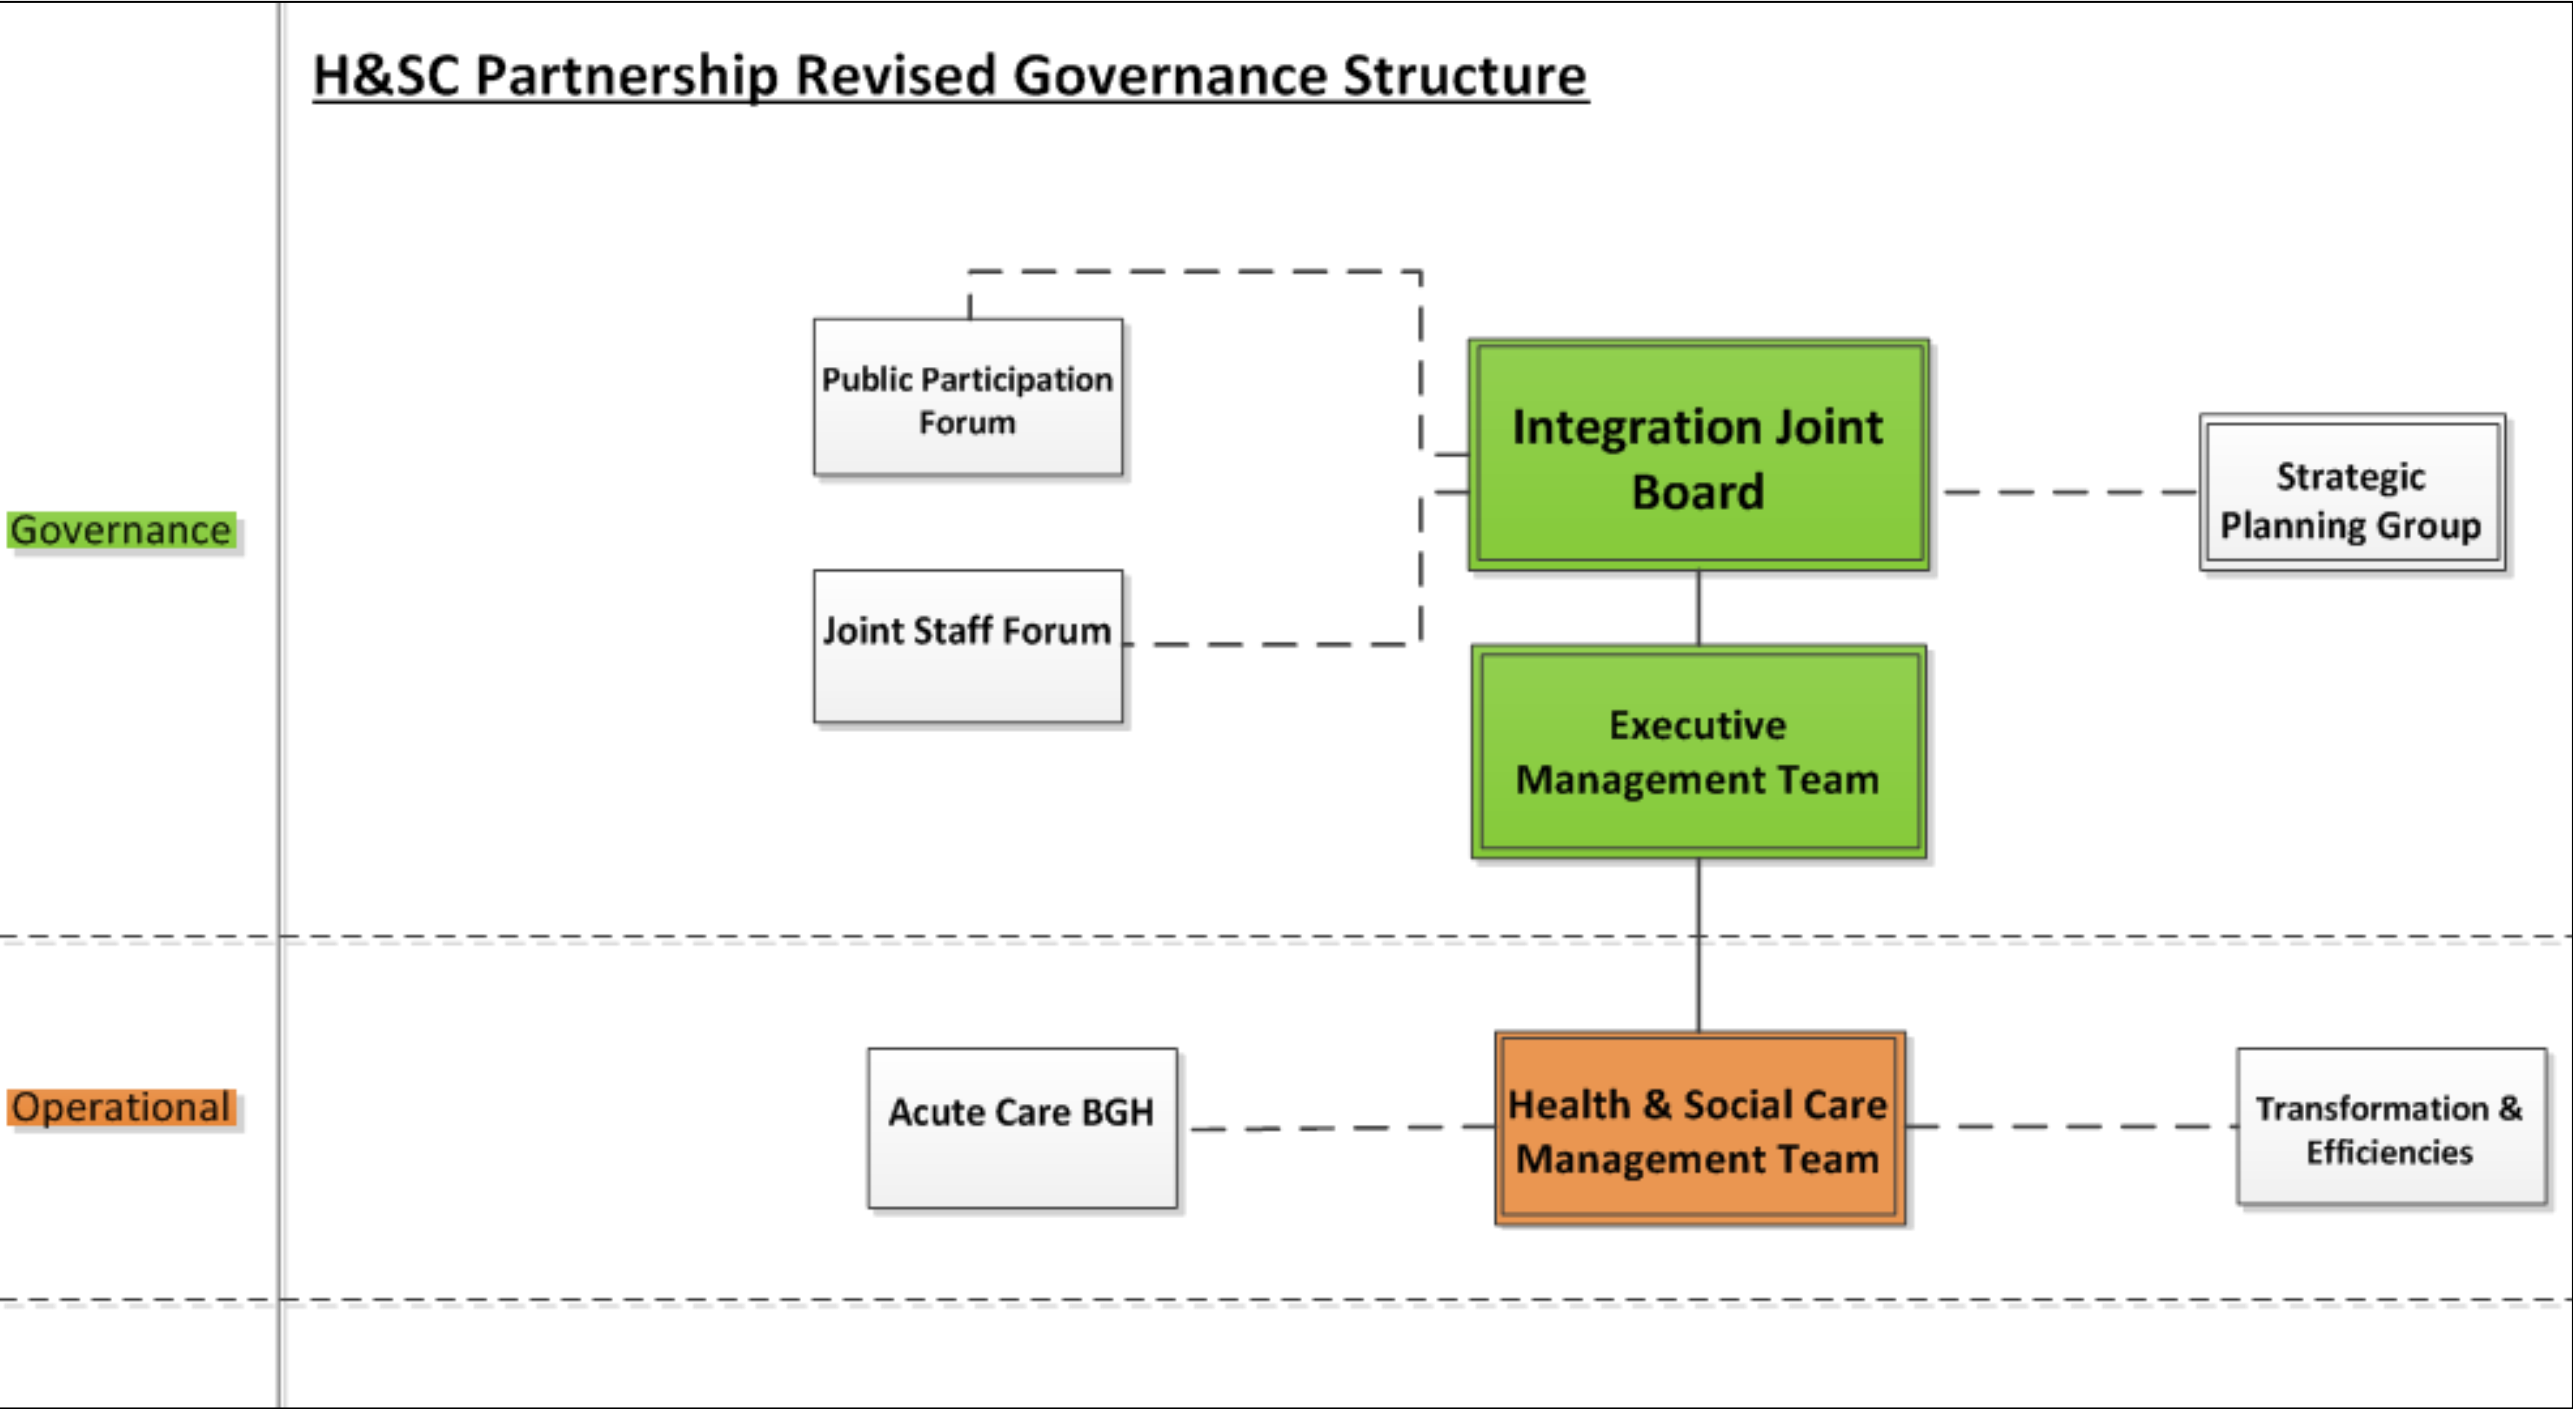 H&SC Partnership Revised Governance Structure
Public Participation
Forum
Integration Joint
Board
Strategic
Planning Group
Governance
Joint Staff Forum
Executive
Management Team
Operational
Acute Care BGH
Health & Social Care
Management Team
Transformation &
Efficiencies